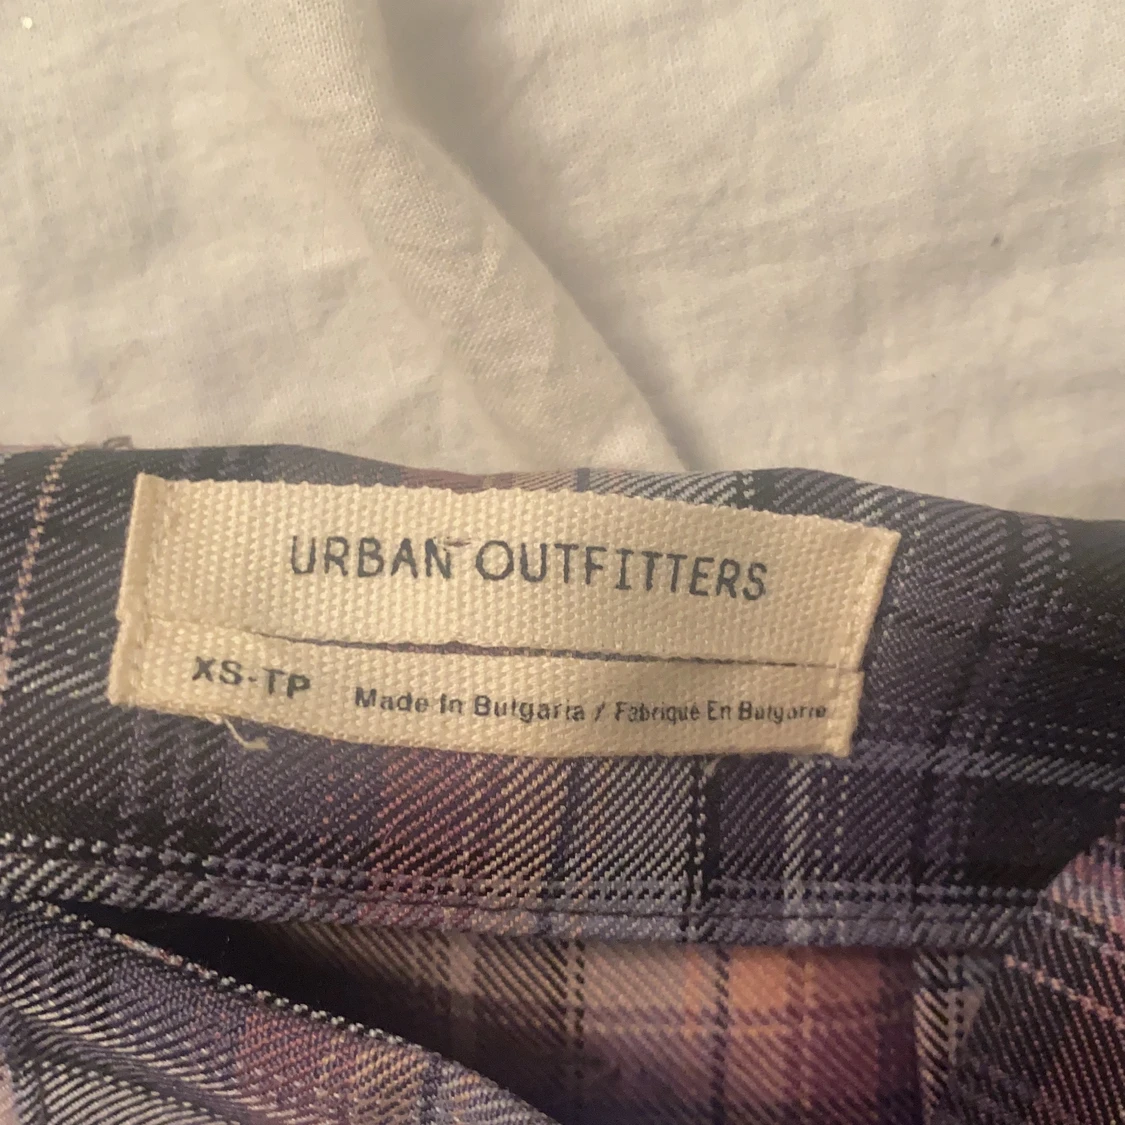 URBAN OUTFITTERS
XS-TP Made In Bulgaria / Fabriqué En Bulgarie